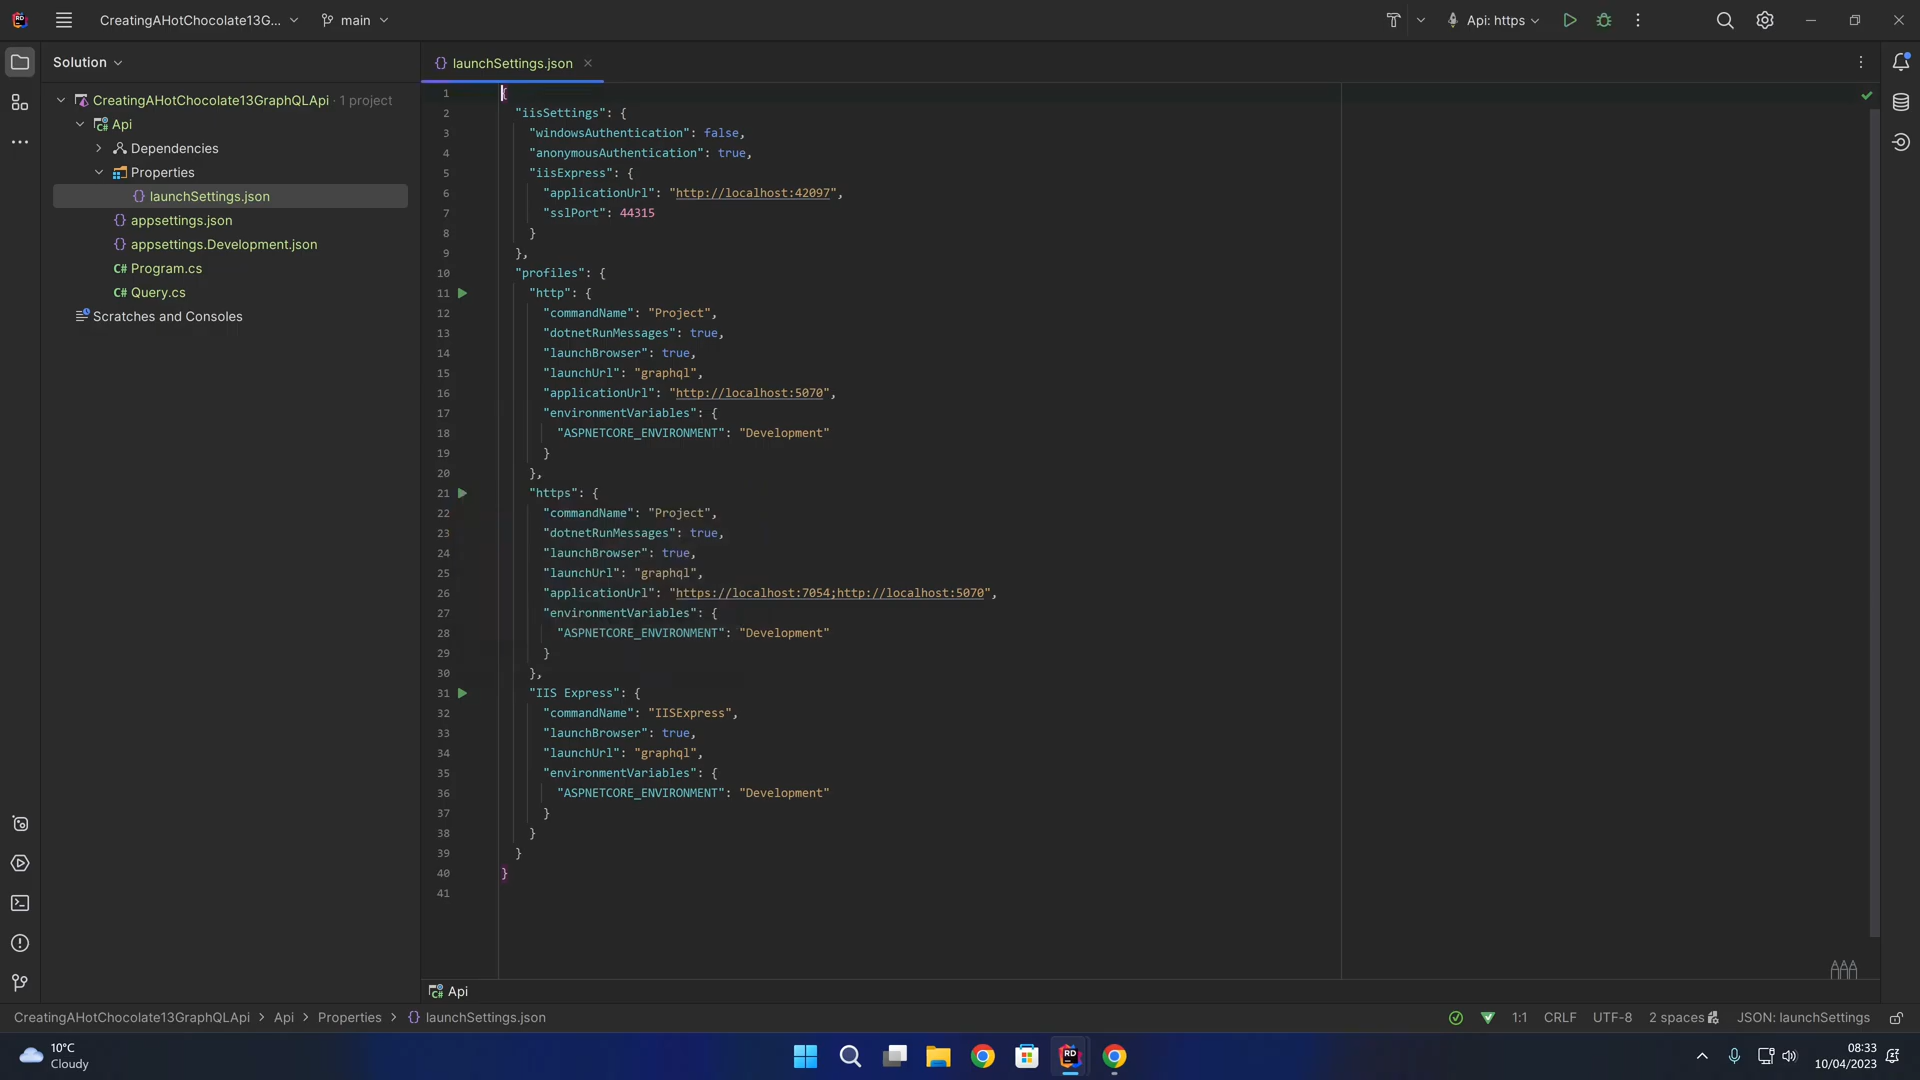 CreatingAHotChocolate13G...
main
Api: https
Solution
launchSettings.json
CreatingAHotChocolate13GraphQLApi · 1 project
Api
Dependencies
Properties
launchSettings.json
appsettings.json
appsettings.Development.json
C# Program.cs
C# Query.cs
Scratches and Consoles
1 {
2 "iisSettings": {
3 "windowsAuthentication": false,
4 "anonymousAuthentication": true,
5 "iisExpress": {
6 "applicationUrl": "http://localhost:42097",
7 "sslPort": 44315
8 }
9 },
10 "profiles": {
11 "http": {
12 "commandName": "Project",
13 "dotnetRunMessages": true,
14 "launchBrowser": true,
15 "launchUrl": "graphql",
16 "applicationUrl": "http://localhost:5070",
17 "environmentVariables": {
18 "ASPNETCORE_ENVIRONMENT": "Development"
19 }
20 },
21 "https": {
22 "commandName": "Project",
23 "dotnetRunMessages": true,
24 "launchBrowser": true,
25 "launchUrl": "graphql",
26 "applicationUrl": "https://localhost:7054;http://localhost:5070",
27 "environmentVariables": {
28 "ASPNETCORE_ENVIRONMENT": "Development"
29 }
30 },
31 "IIS Express": {
32 "commandName": "IISExpress",
33 "launchBrowser": true,
34 "launchUrl": "graphql",
35 "environmentVariables": {
36 "ASPNETCORE_ENVIRONMENT": "Development"
37 }
38 }
39 }
40 }
41
C# Api
CreatingAHotChocolate13GraphQLApi > Api > Properties > launchSettings.json
1:1 CRLF UTF-8 2 spaces JSON: launchSettings
10°C
Cloudy
08:33
10/04/2023